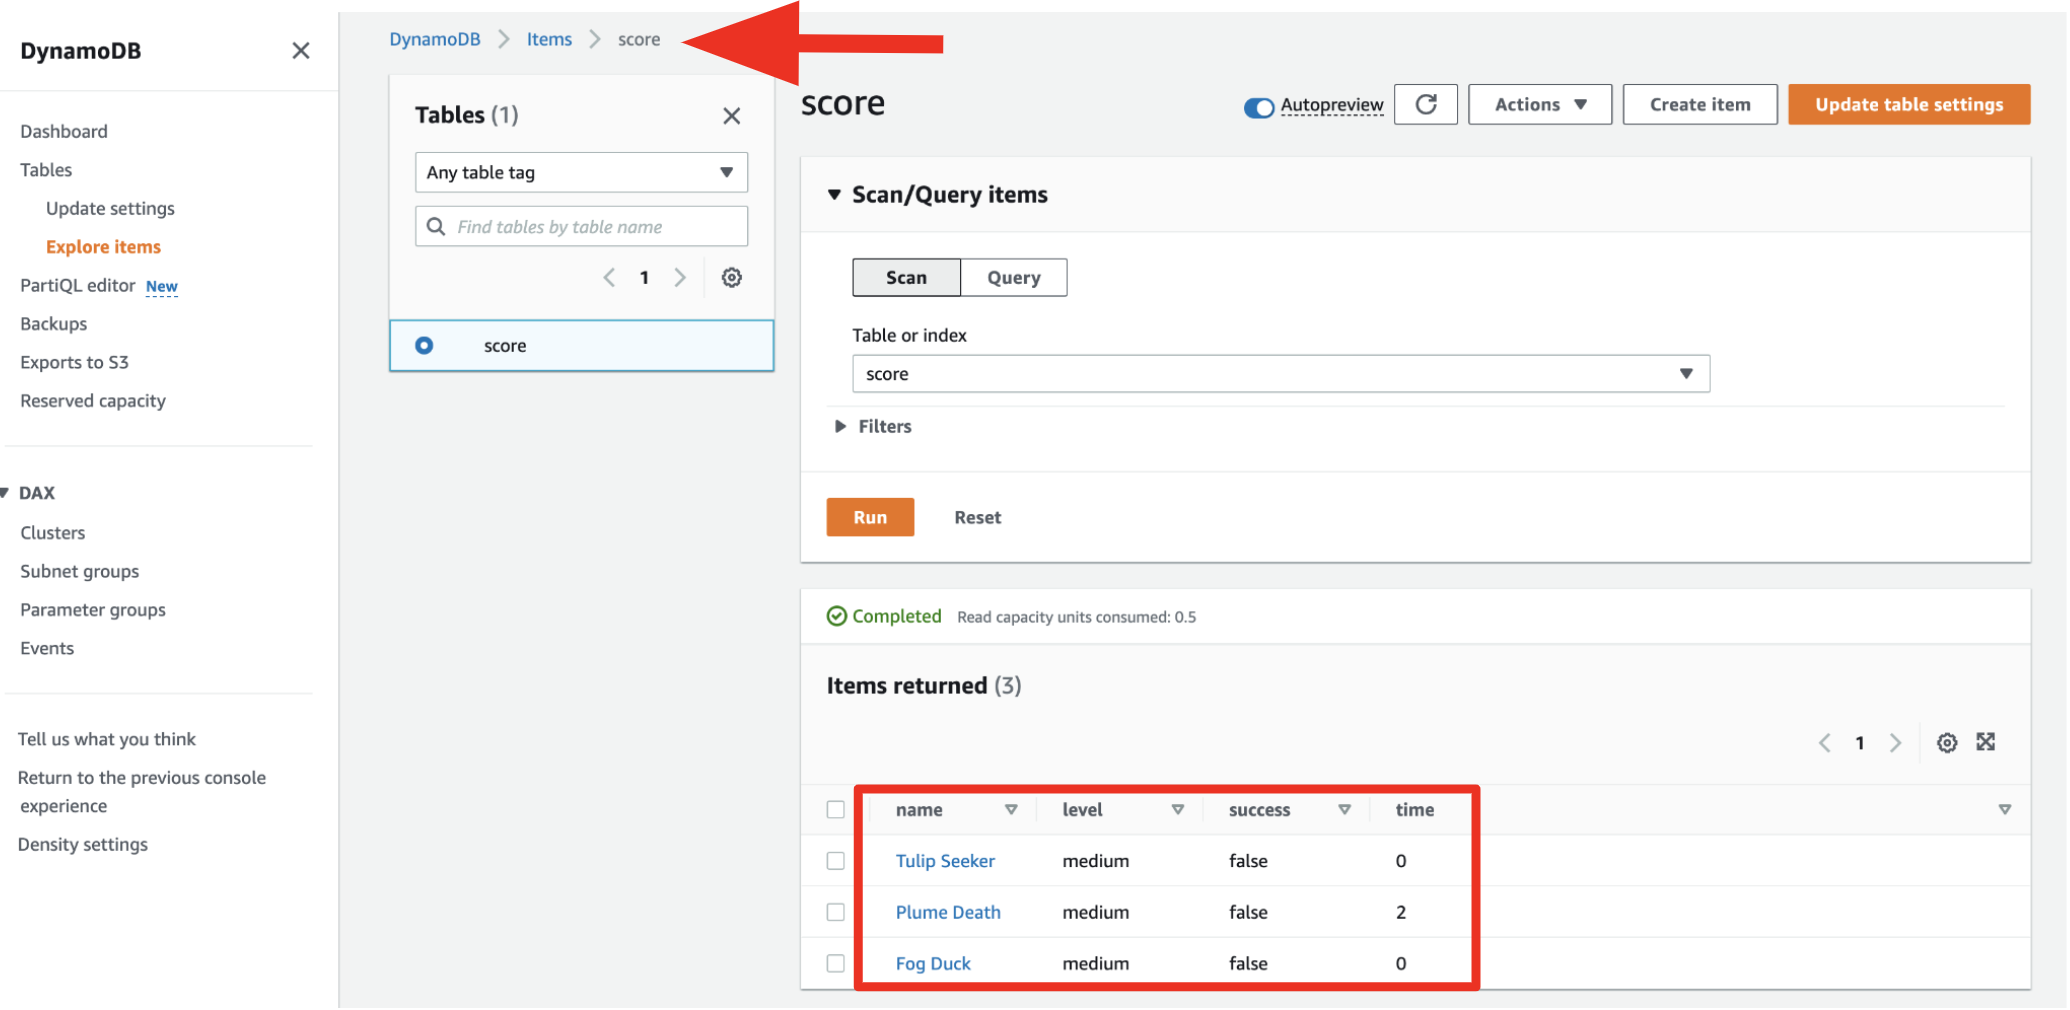 DynamoDB
Dashboard
Tables
Update settings
Explore items
PartiQL editor New
Backups
Exports to S3
Reserved capacity
DAX
Clusters
Subnet groups
Parameter groups
Events
Tell us what you think
Return to the previous console
experience
Density settings
DynamoDB Items score
Tables (1)
Any table tag
Find tables by table name
1
score
score
Autopreview Actions Create item Update table settings
Scan/Query items
Scan Query
Table or index
score
Filters
Run Reset
Completed Read capacity units consumed: 0.5
Items returned (3)
1
name level success time
Tulip Seeker medium false 0
Plume Death medium false 2
Fog Duck medium false 0